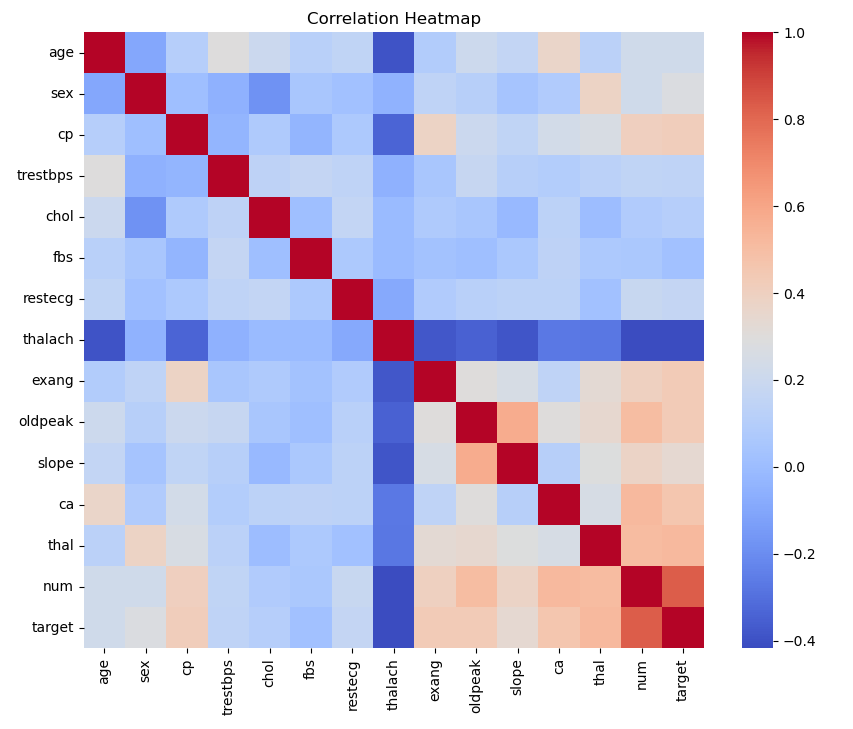 Correlation Heatmap
age
sex
cp
trestbps
chol
fbs
restecg
thalach
exang
oldpeak
slope
ca
thal
num
target
age
sex
cp
trestbps
chol
fbs
restecg
thalach
exang
oldpeak
slope
ca
thal
num
target
1.0
0.8
0.6
0.4
0.2
0.0
−0.2
−0.4